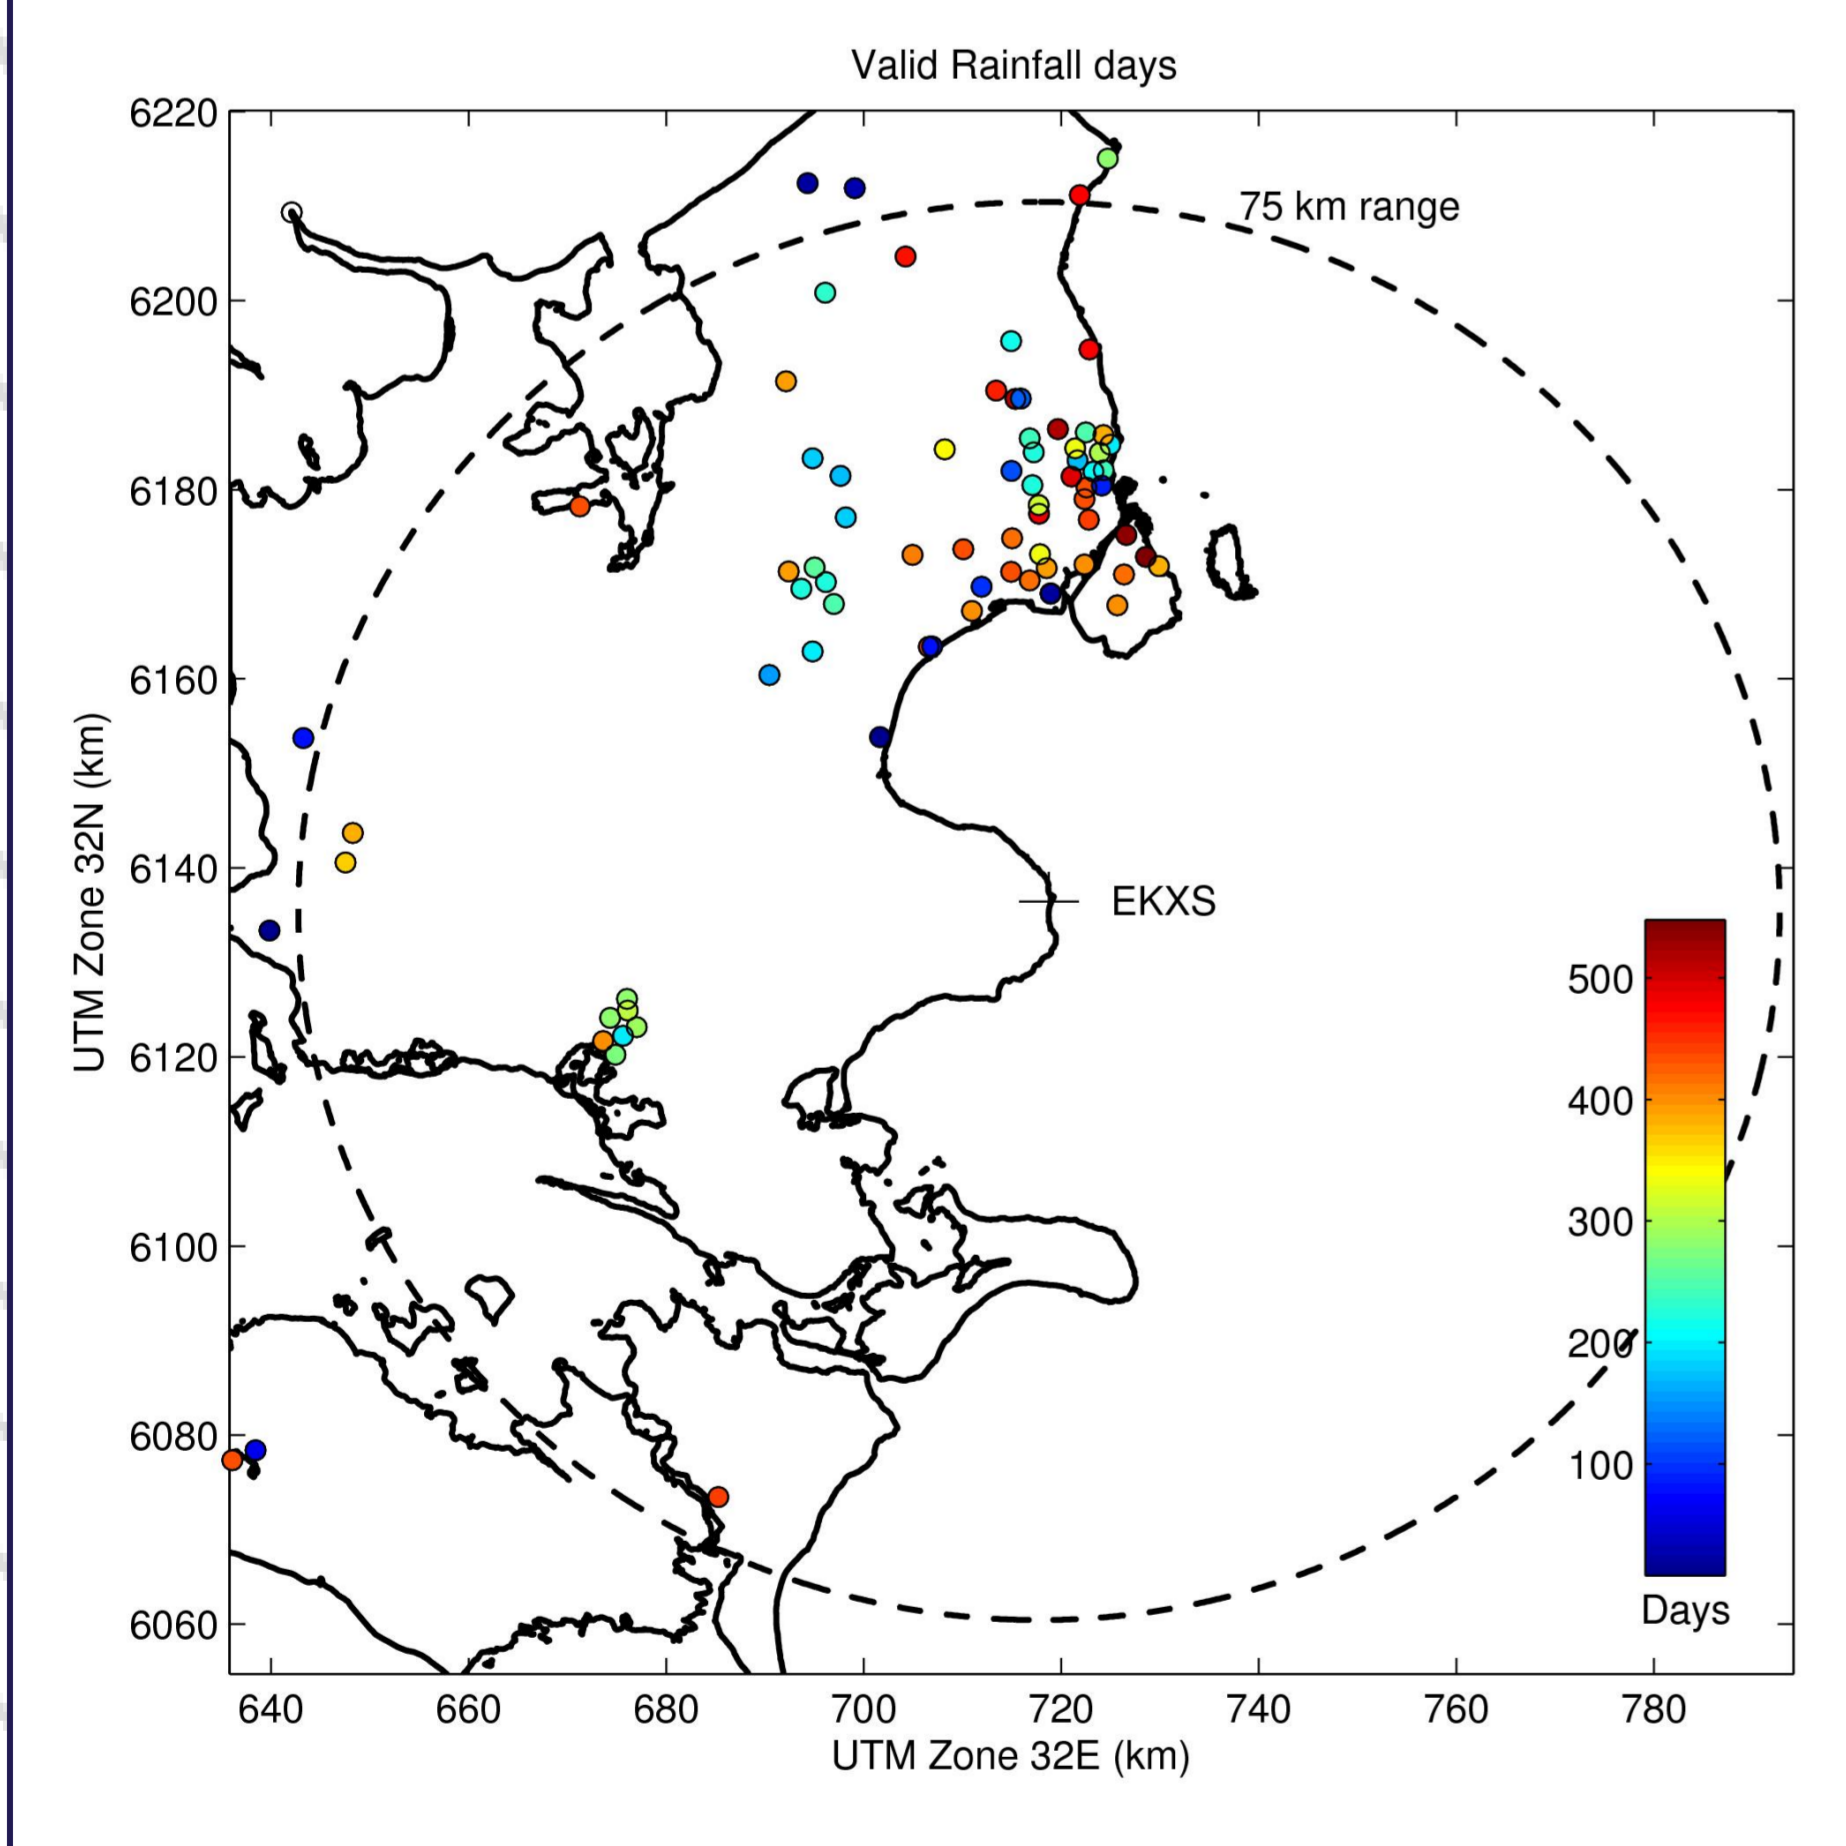 Valid Rainfall days
6220
75 km range
6200
6180
6160
6140
EKXS
6120
6100
6080
6060
UTM Zone 32N (km)
500
400
300
200
100
Days
640 660 680 700 720 740 760 780
UTM Zone 32E (km)